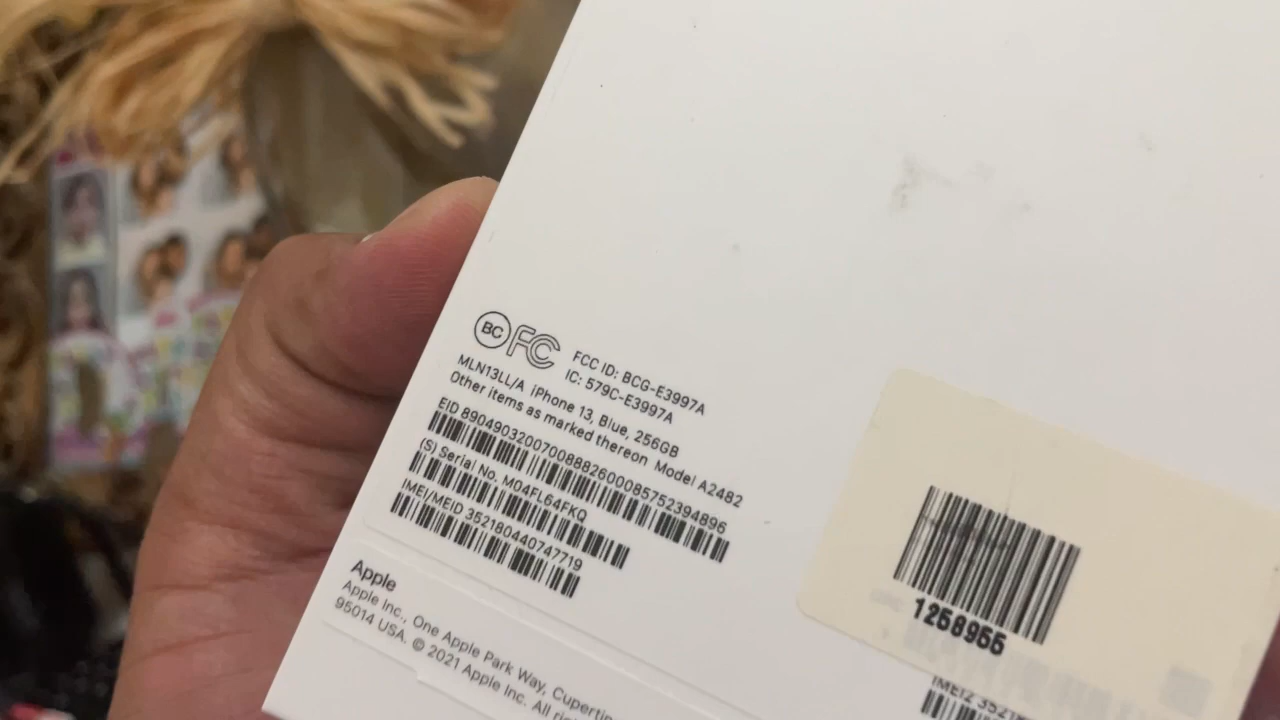 BC FC
FCC ID: BCG-E3997A
IC: 579C-E3997A
MLN13LL/A iPhone 13, Blue, 256GB
Other items as marked thereon Model A2482
EID 89049032007008882600085752394896
(S) Serial No. M04FL64FKQ
IMEI/MEID 352180440747719
Apple
Apple Inc., One Apple Park Way, Cupertin
95014 USA. © 2021 Apple Inc. All ri
1258955
IMEI2 3521